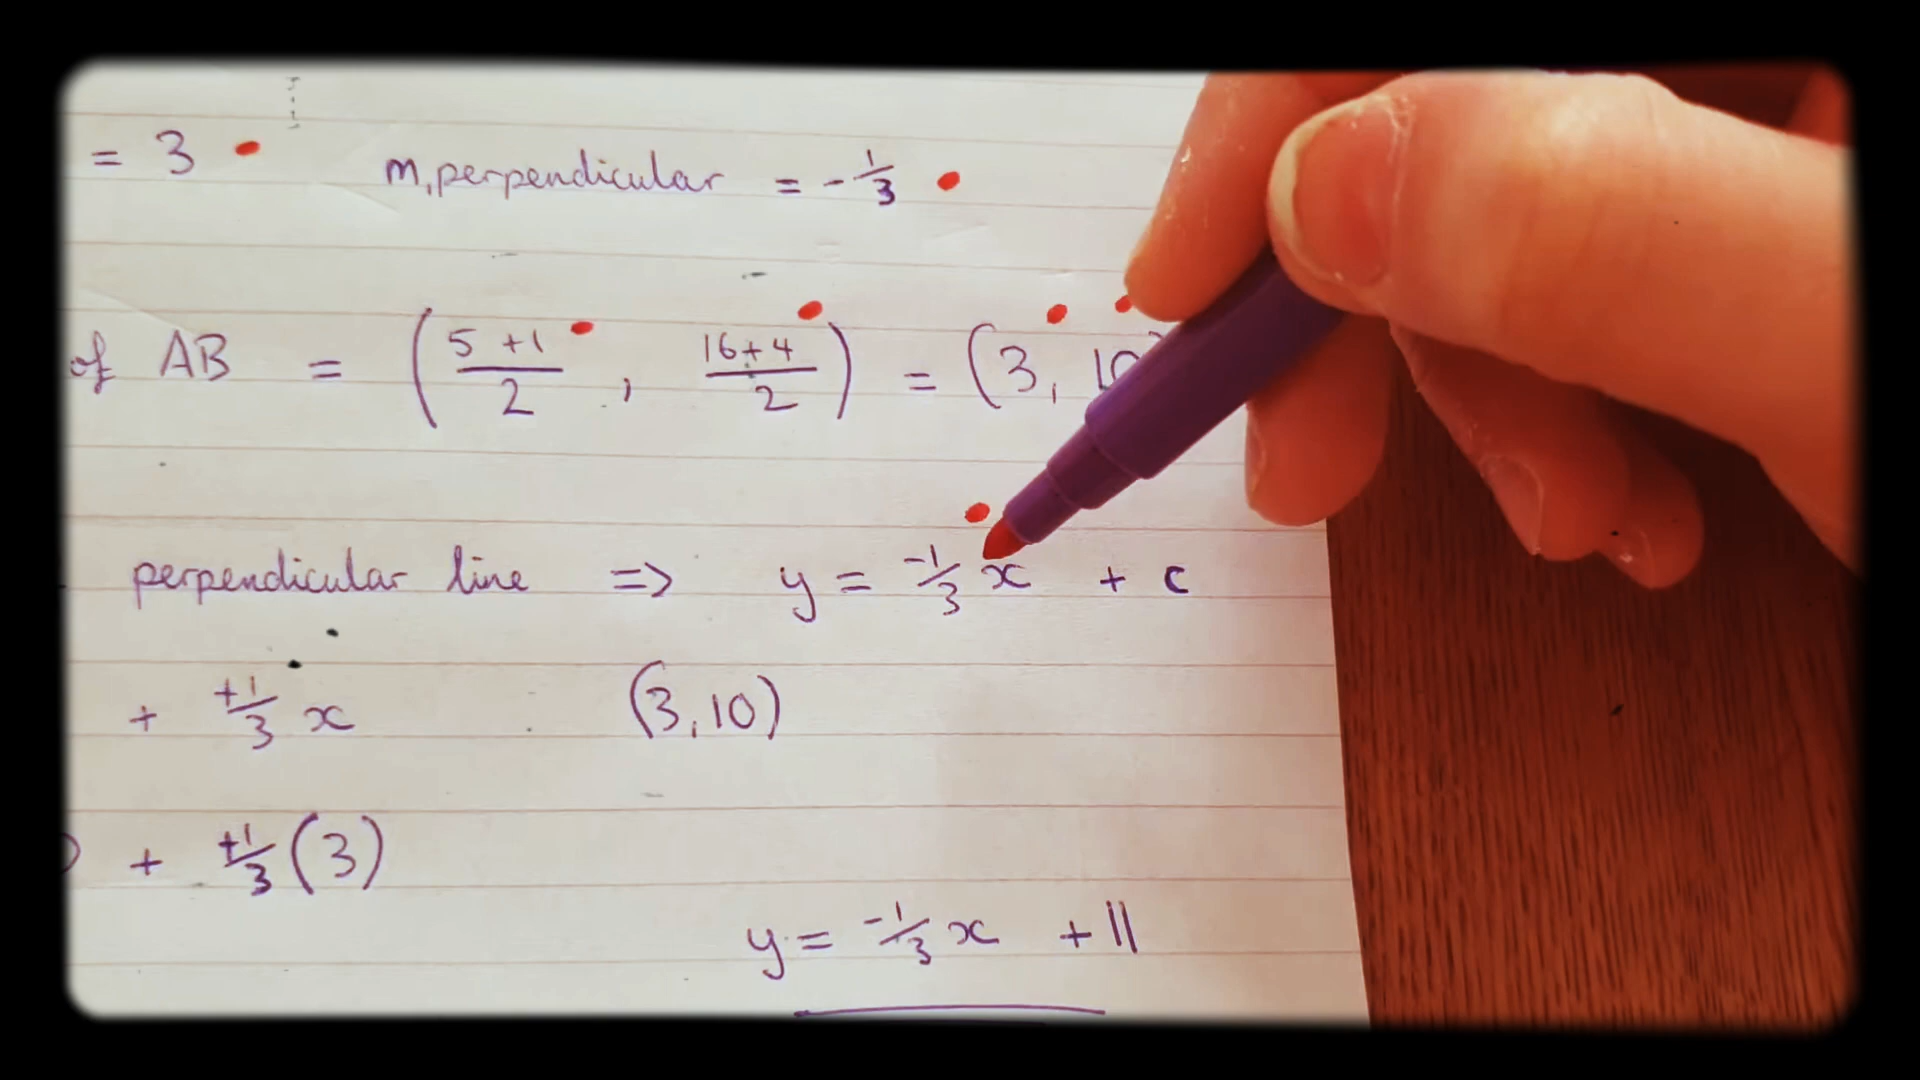 = 3 m,perpendicular = -1/3
of AB = (5+1/2 , 16+4/2) = (3, 10
perpendicular line => y = -1/3 x + c
+ +1/3 x (3,10)
+ +1/3 (3)
y = -1/3 x + 11